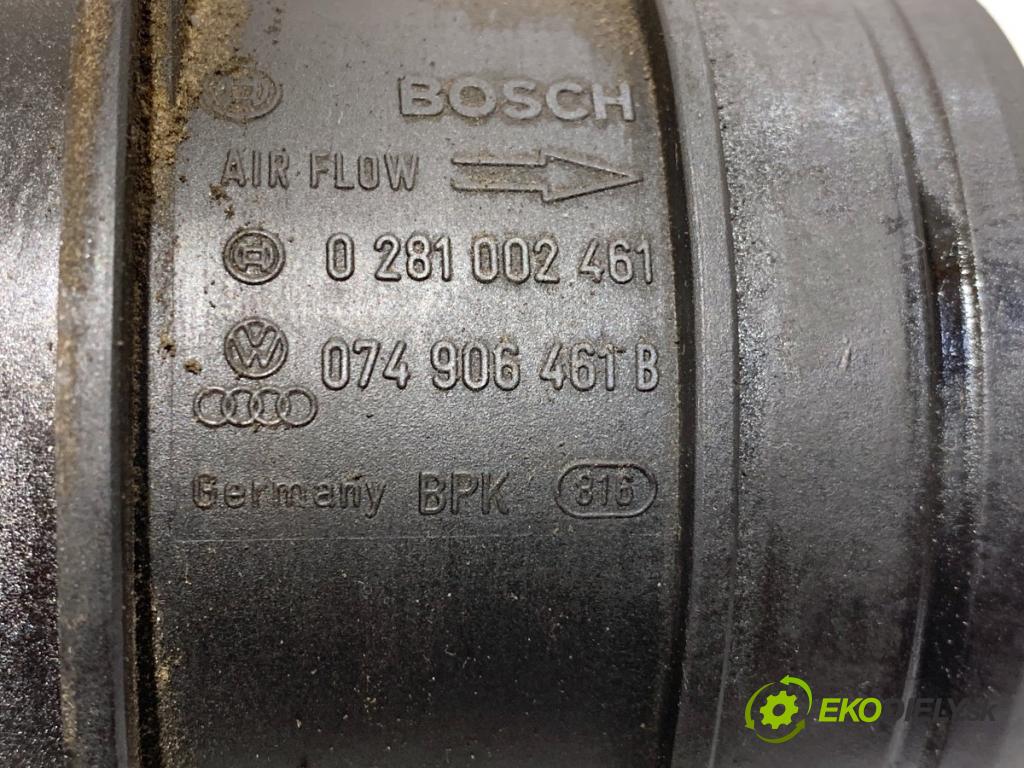 BOSCH
AIR FLOW
0 281 002 461
074 906 461 B
Germany BPK 816
EKODIELY.SK